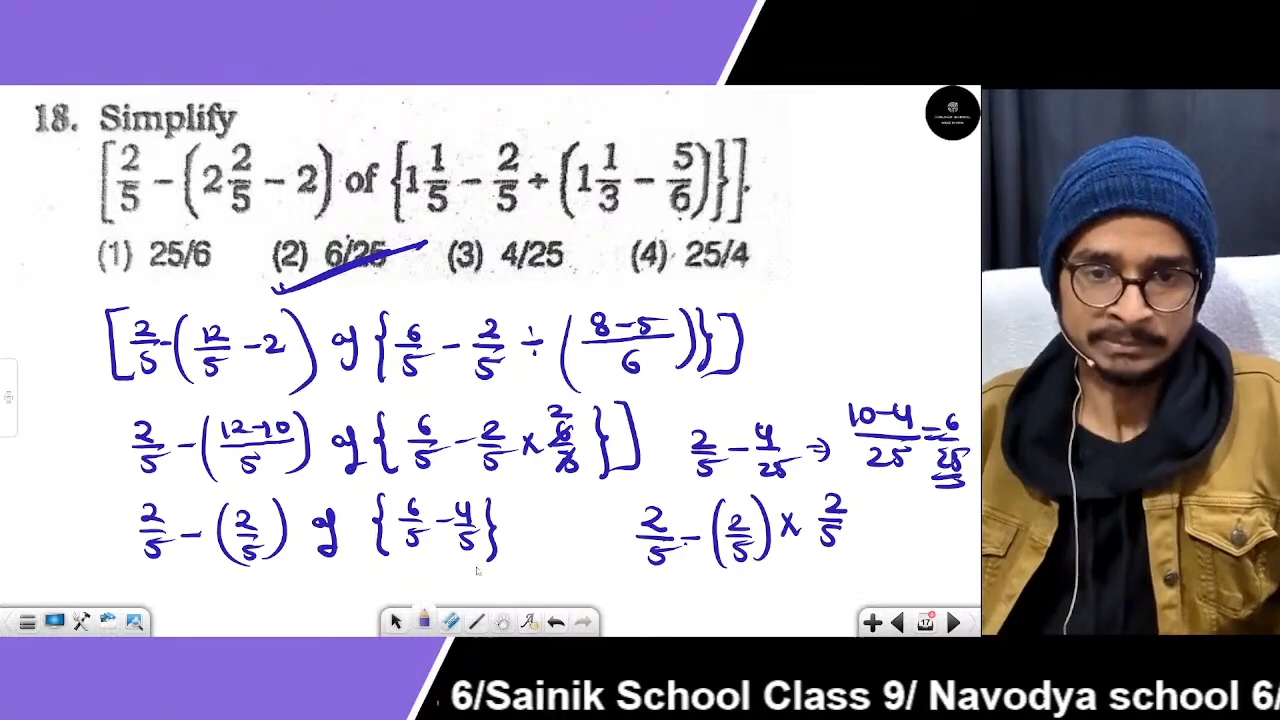 18. Simplify
[2/5 − (2 2/5 − 2) of {1 1/5 − 2/5 ÷ (1 1/3 − 5/6)}].
(1) 25/6 (2) 6/25 (3) 4/25 (4) 25/4
[2/5 - (12/5 - 2) of {6/5 - 2/5 ÷ (8-5/6)}]
2/5 - (12-10/5) of {6/5 - 2/5 × 6/3 2}]
2/5 - 4/25 ⇒ 10-4/25 = 6/25
2/5 - (2/5) of {6/5 - 4/5}
2/5 - (2/5) × 2/5
17
6/Sainik School Class 9/ Navodya school 6/